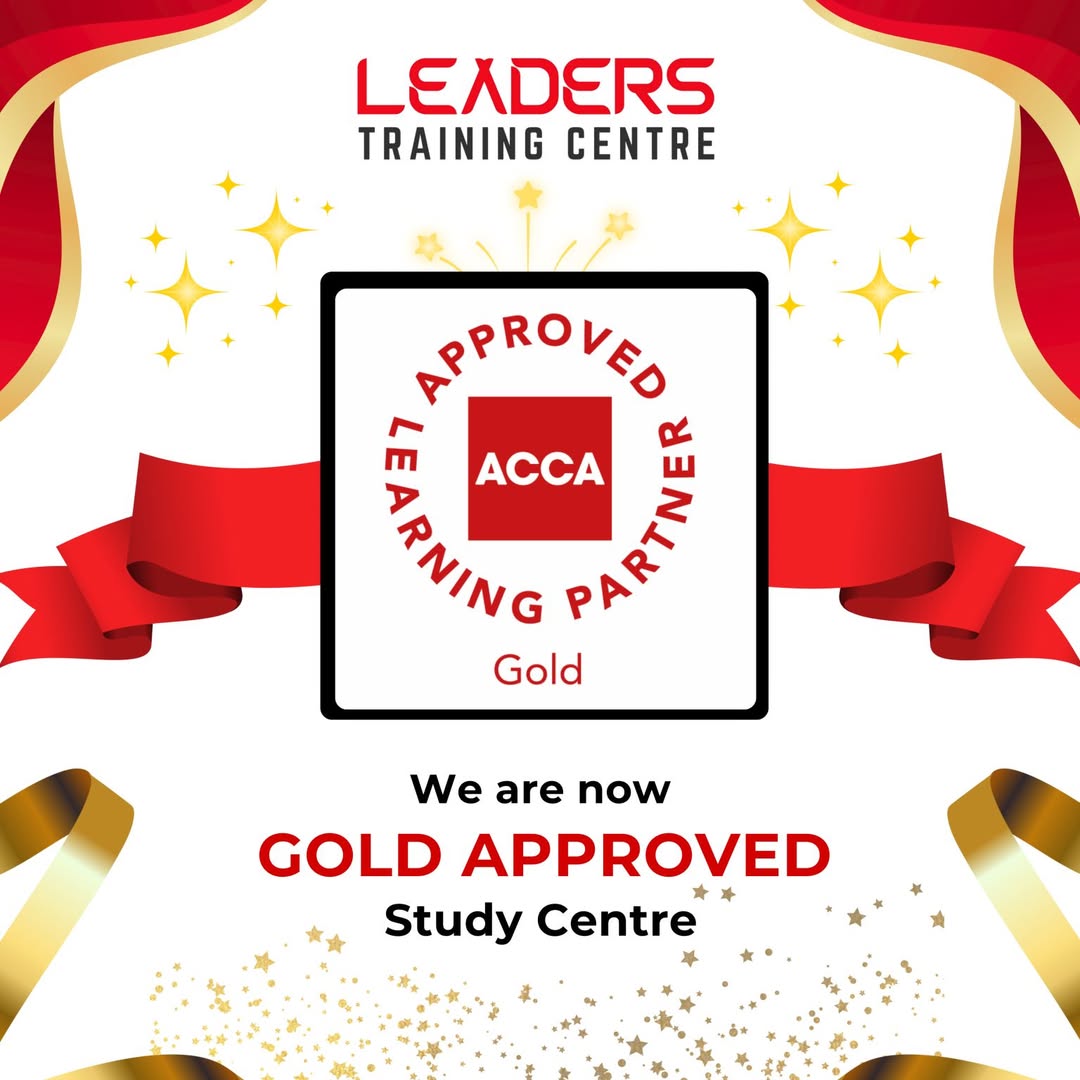 LEADERS
TRAINING CENTRE
APPROVED
LEARNING PARTNER
ACCA
Gold
We are now
GOLD APPROVED
Study Centre